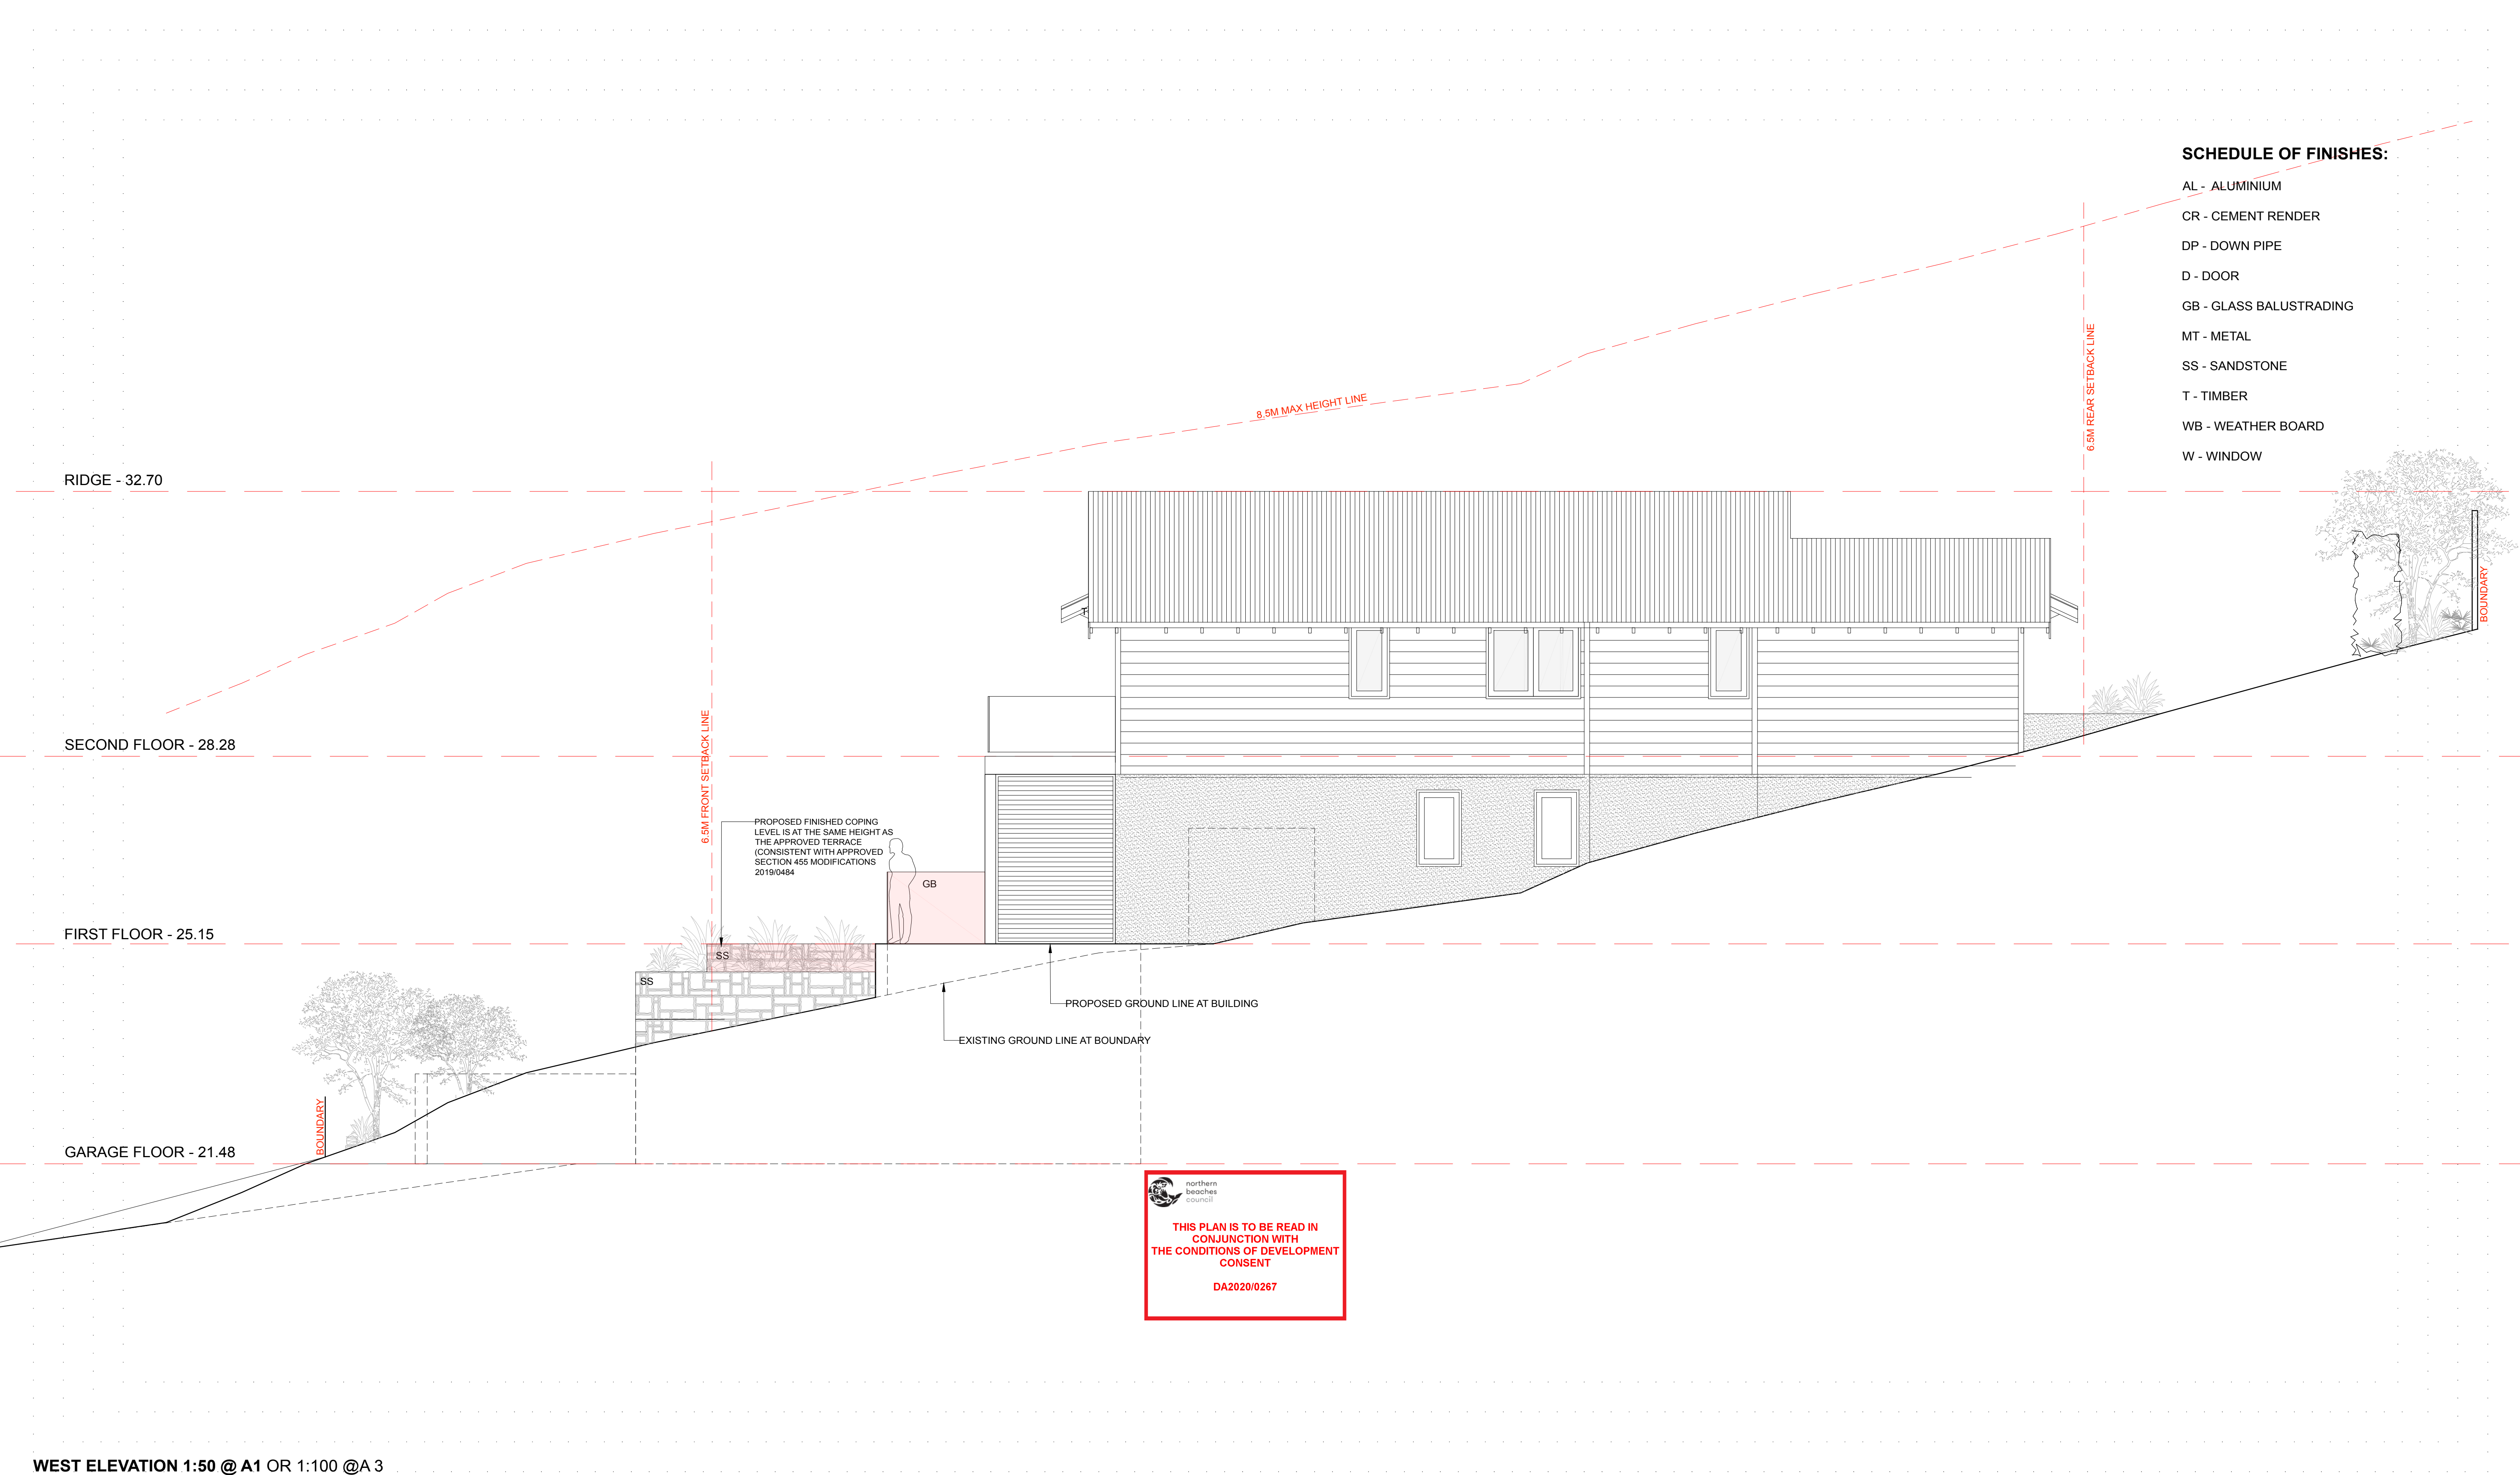 SCHEDULE OF FINISHES:
AL - ALUMINIUM
CR - CEMENT RENDER
DP - DOWN PIPE
D - DOOR
GB - GLASS BALUSTRADING
MT - METAL
SS - SANDSTONE
T - TIMBER
WB - WEATHER BOARD
W - WINDOW
6.5M REAR SETBACK LINE
8.5M MAX HEIGHT LINE
RIDGE - 32.70
BOUNDARY
T
SECOND FLOOR - 28.28
6.5M FRONT SETBACK LINE
PROPOSED FINISHED COPING
LEVEL IS AT THE SAME HEIGHT AS
THE APPROVED TERRACE
(CONSISTENT WITH APPROVED
SECTION 455 MODIFICATIONS
2019/0484
GB
FIRST FLOOR - 25.15
SS
SS
PROPOSED GROUND LINE AT BUILDING
EXISTING GROUND LINE AT BOUNDARY
BOUNDARY
GARAGE FLOOR - 21.48
northern
beaches
council
THIS PLAN IS TO BE READ IN
CONJUNCTION WITH
THE CONDITIONS OF DEVELOPMENT
CONSENT
DA2020/0267
WEST ELEVATION 1:50 @ A1 OR 1:100 @A 3